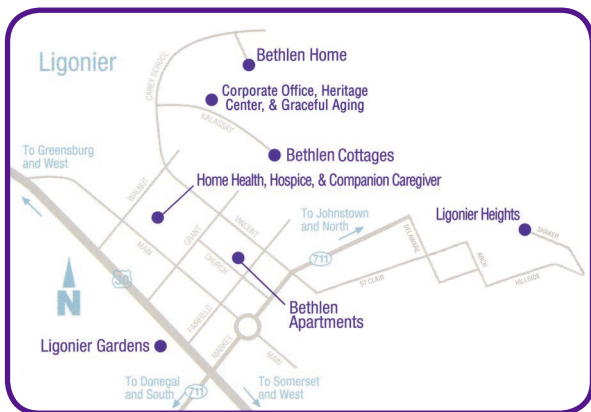 Ligonier
Bethlen Home
CAREY SCHOOL
Corporate Office, Heritage
Center, & Graceful Aging
KALASSAY
Bethlen Cottages
To Greensburg
and West
Home Health, Hospice, & Companion Caregiver
WALNUT
To Johnstown
and North
Ligonier Heights
VINCENT
GRANT
MAIN
CHURCH
711
DELAWARE
SHAKER
ARCH
HILLSIDE
ST CLAIR
30
N
FAIRFIELD
Bethlen
Apartments
MARKET
MAIN
Ligonier Gardens
To Donegal
and South
711
To Somerset
and West